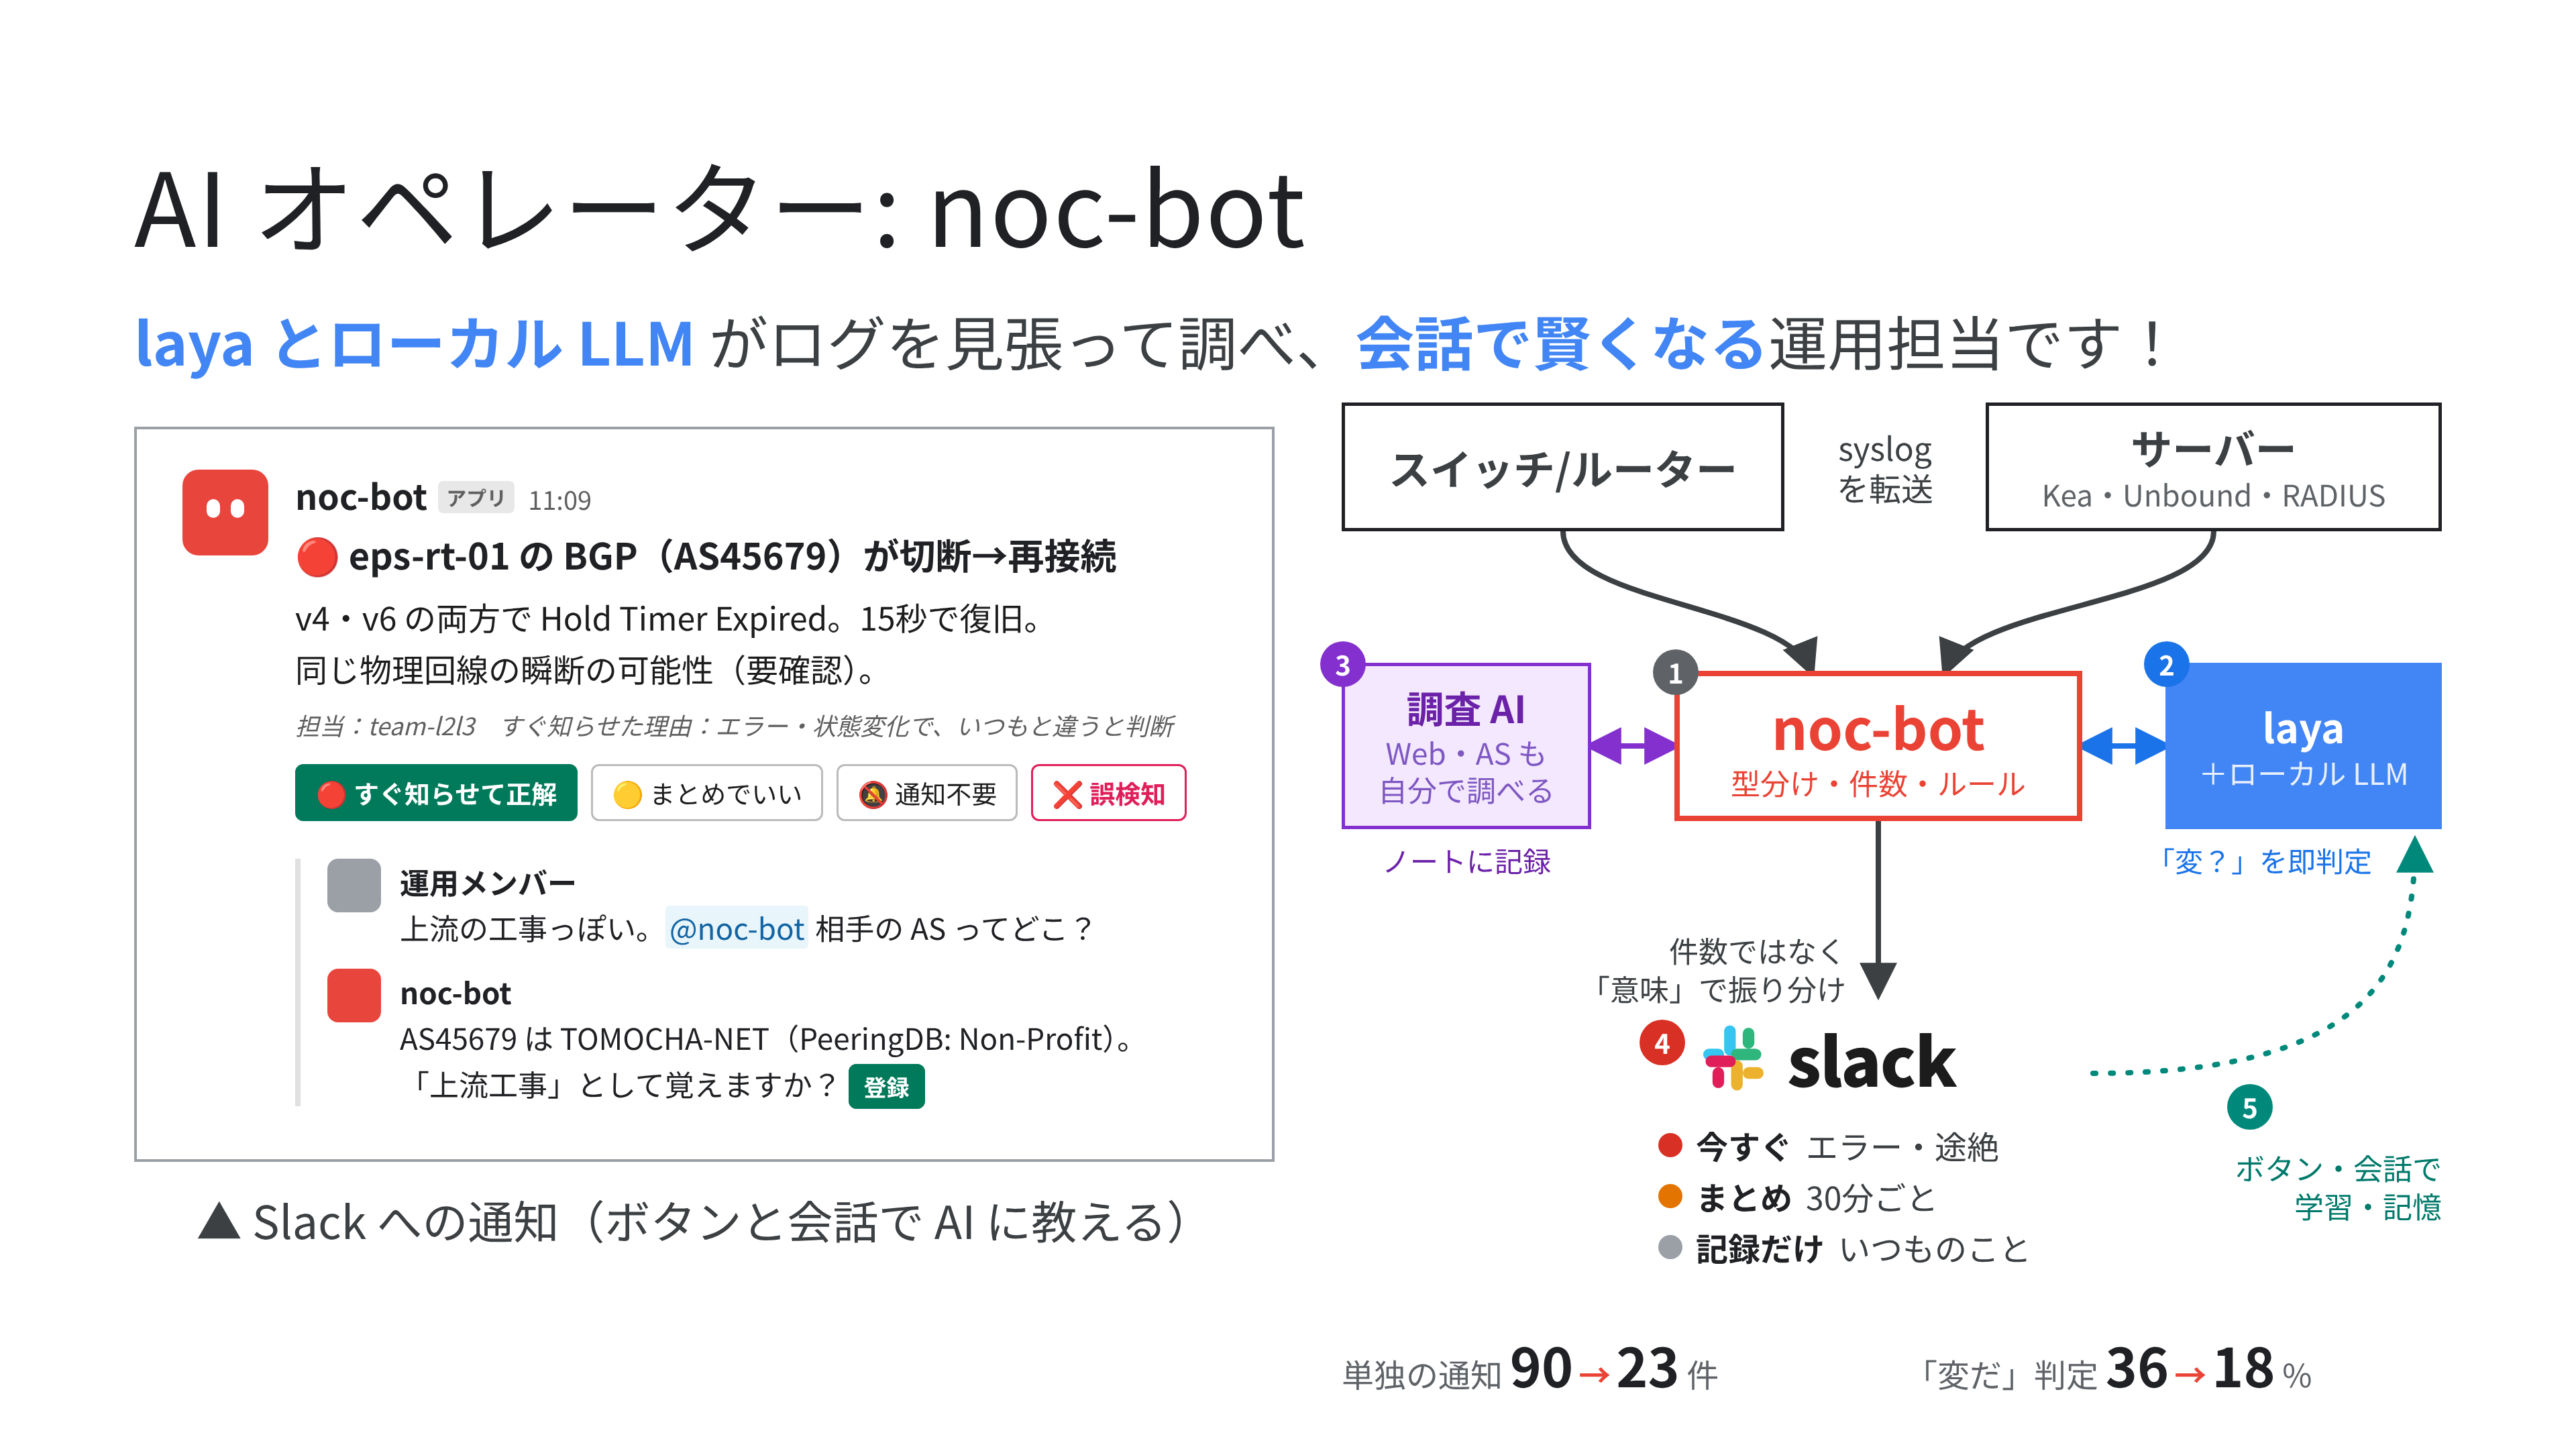 AI オペレーター: noc-bot
laya とローカル LLM がログを見張って調べ、会話で賢くなる運用担当です！
noc-bot アプリ 11:09
🔴 eps-rt-01 の BGP（AS45679）が切断→再接続
v4・v6 の両方で Hold Timer Expired。15秒で復旧。
同じ物理回線の瞬断の可能性（要確認）。
担当：team-l2l3　すぐ知らせた理由：エラー・状態変化で、いつもと違うと判断
🔴 すぐ知らせて正解 🟡 まとめでいい 🔕 通知不要 ❌ 誤検知
運用メンバー
上流の工事っぽい。@noc-bot 相手の AS ってどこ？
noc-bot
AS45679 は TOMOCHA-NET（PeeringDB: Non-Profit）。
「上流工事」として覚えますか？ 登録
▲ Slack への通知（ボタンと会話で AI に教える）
スイッチ/ルーター
syslog
を転送
サーバー
Kea・Unbound・RADIUS
3
調査 AI
Web・AS も
自分で調べる
ノートに記録
1
noc-bot
型分け・件数・ルール
2
laya
＋ローカル LLM
「変？」を即判定
件数ではなく
「意味」で振り分け
4
slack
今すぐ エラー・途絶
まとめ 30分ごと
記録だけ いつものこと
5
ボタン・会話で
学習・記憶
単独の通知 90→23 件
「変だ」判定 36→18 %